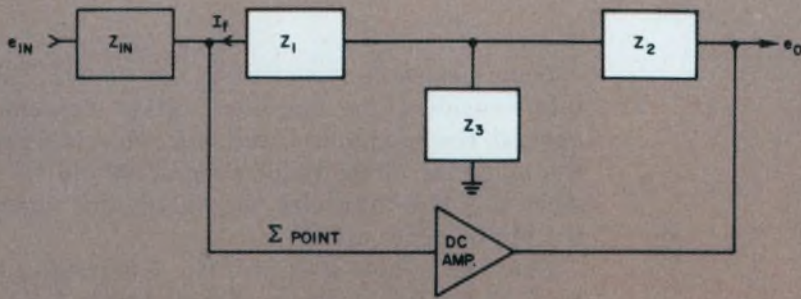 e_IN
Z_IN
I_f
Z_1
Z_2
e_O
Z_3
Σ POINT
DC
AMP.